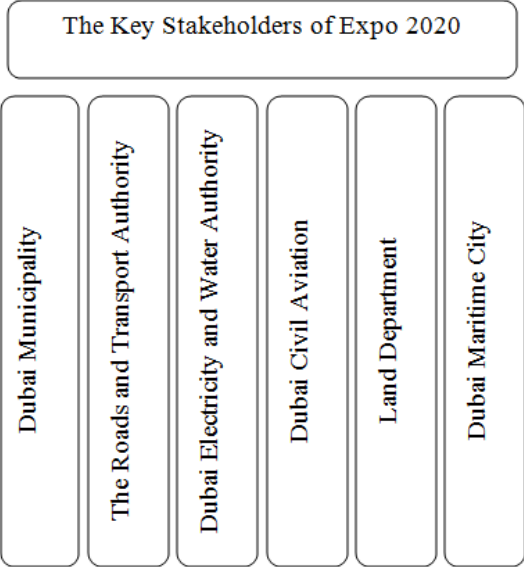 The Key Stakeholders of Expo 2020
Dubai Municipality
The Roads and Transport Authority
Dubai Electricity and Water Authority
Dubai Civil Aviation
Land Department
Dubai Maritime City